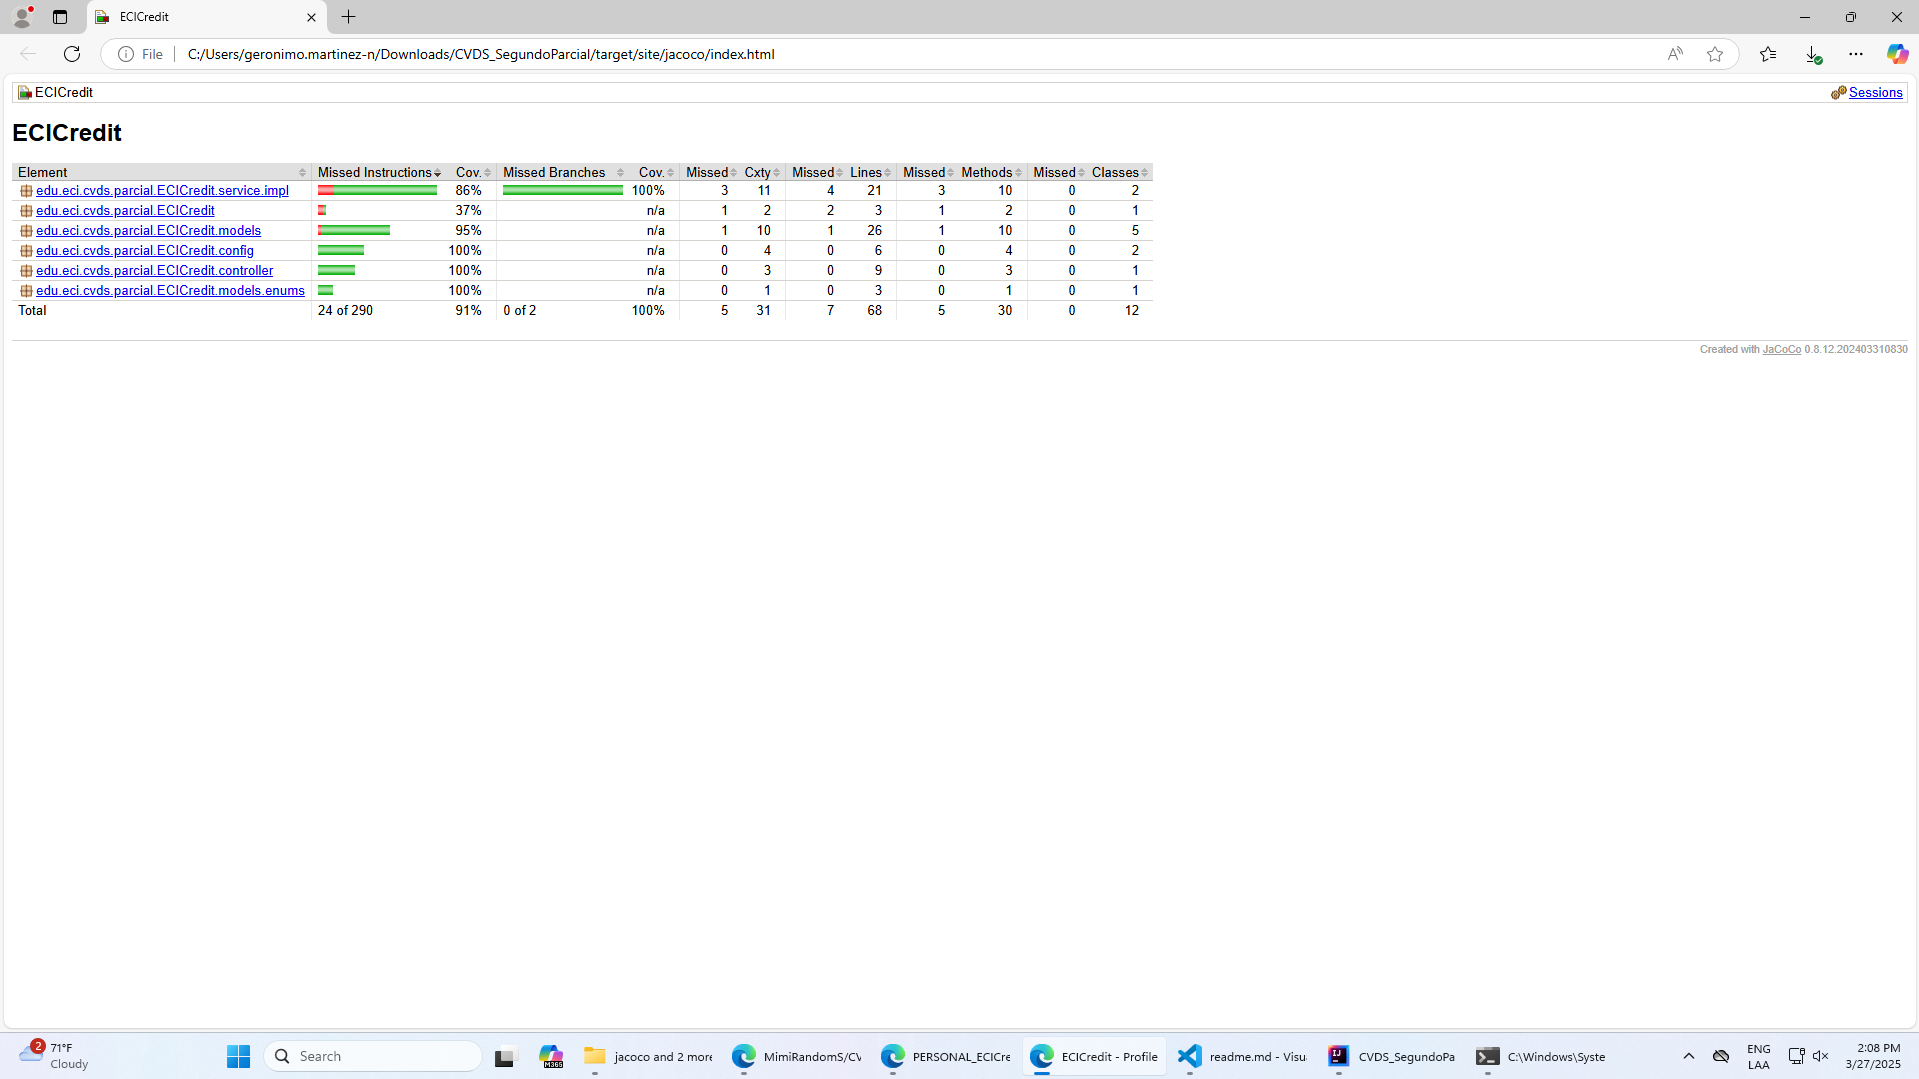 ECICredit
File
C:/Users/geronimo.martinez-n/Downloads/CVDS_SegundoParcial/target/site/jacoco/index.html
ECICredit Sessions
ECICredit
Element Missed Instructions Cov. Missed Branches Cov. Missed Cxty Missed Lines Missed Methods Missed Classes
edu.eci.cvds.parcial.ECICredit.service.impl 86% 100% 3 11 4 21 3 10 0 2
edu.eci.cvds.parcial.ECICredit 37% n/a 1 2 2 3 1 2 0 1
edu.eci.cvds.parcial.ECICredit.models 95% n/a 1 10 1 26 1 10 0 5
edu.eci.cvds.parcial.ECICredit.config 100% n/a 0 4 0 6 0 4 0 2
edu.eci.cvds.parcial.ECICredit.controller 100% n/a 0 3 0 9 0 3 0 1
edu.eci.cvds.parcial.ECICredit.models.enums 100% n/a 0 1 0 3 0 1 0 1
Total 24 of 290 91% 0 of 2 100% 5 31 7 68 5 30 0 12
Created with JaCoCo 0.8.12.202403310830
2
71°F
Cloudy
Search
M365
jacoco and 2 more
MimiRandomS/CV
PERSONAL_ECICre
ECICredit - Profile
readme.md - Visu
IJ
CVDS_SegundoPa
C:\Windows\Syste
ENG
LAA
2:08 PM
3/27/2025